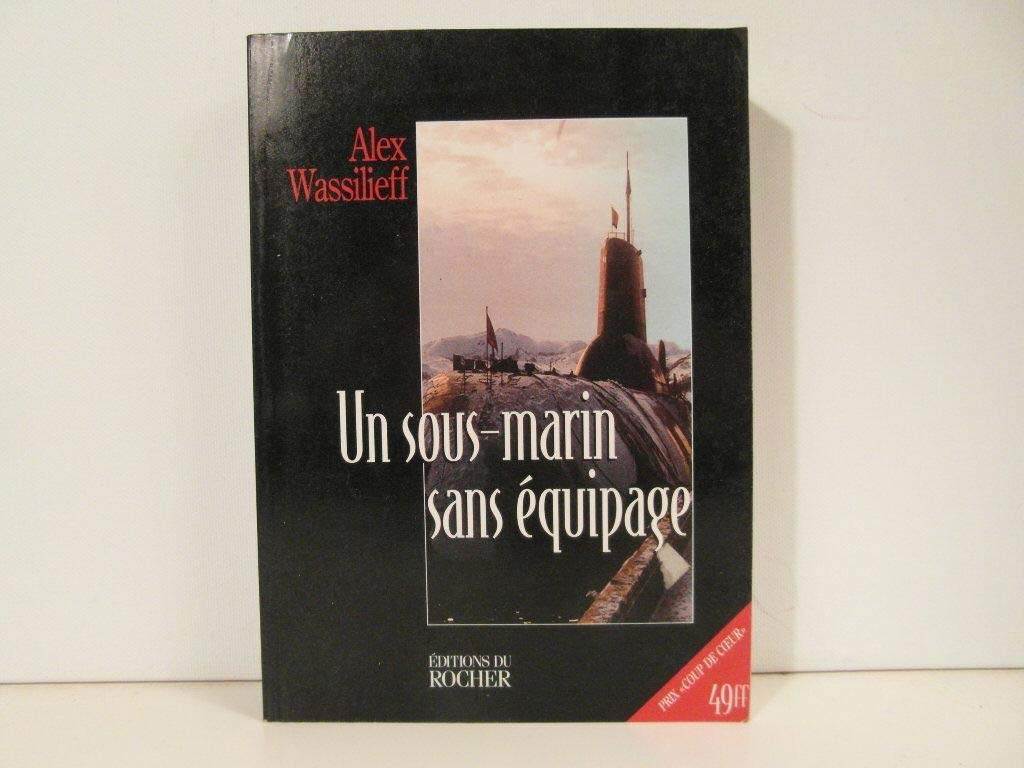 Alex
Wassilieff
Un sous-marin
sans équipage
ÉDITIONS DU
ROCHER
PRIX «COUP DE CŒUR»
49FF